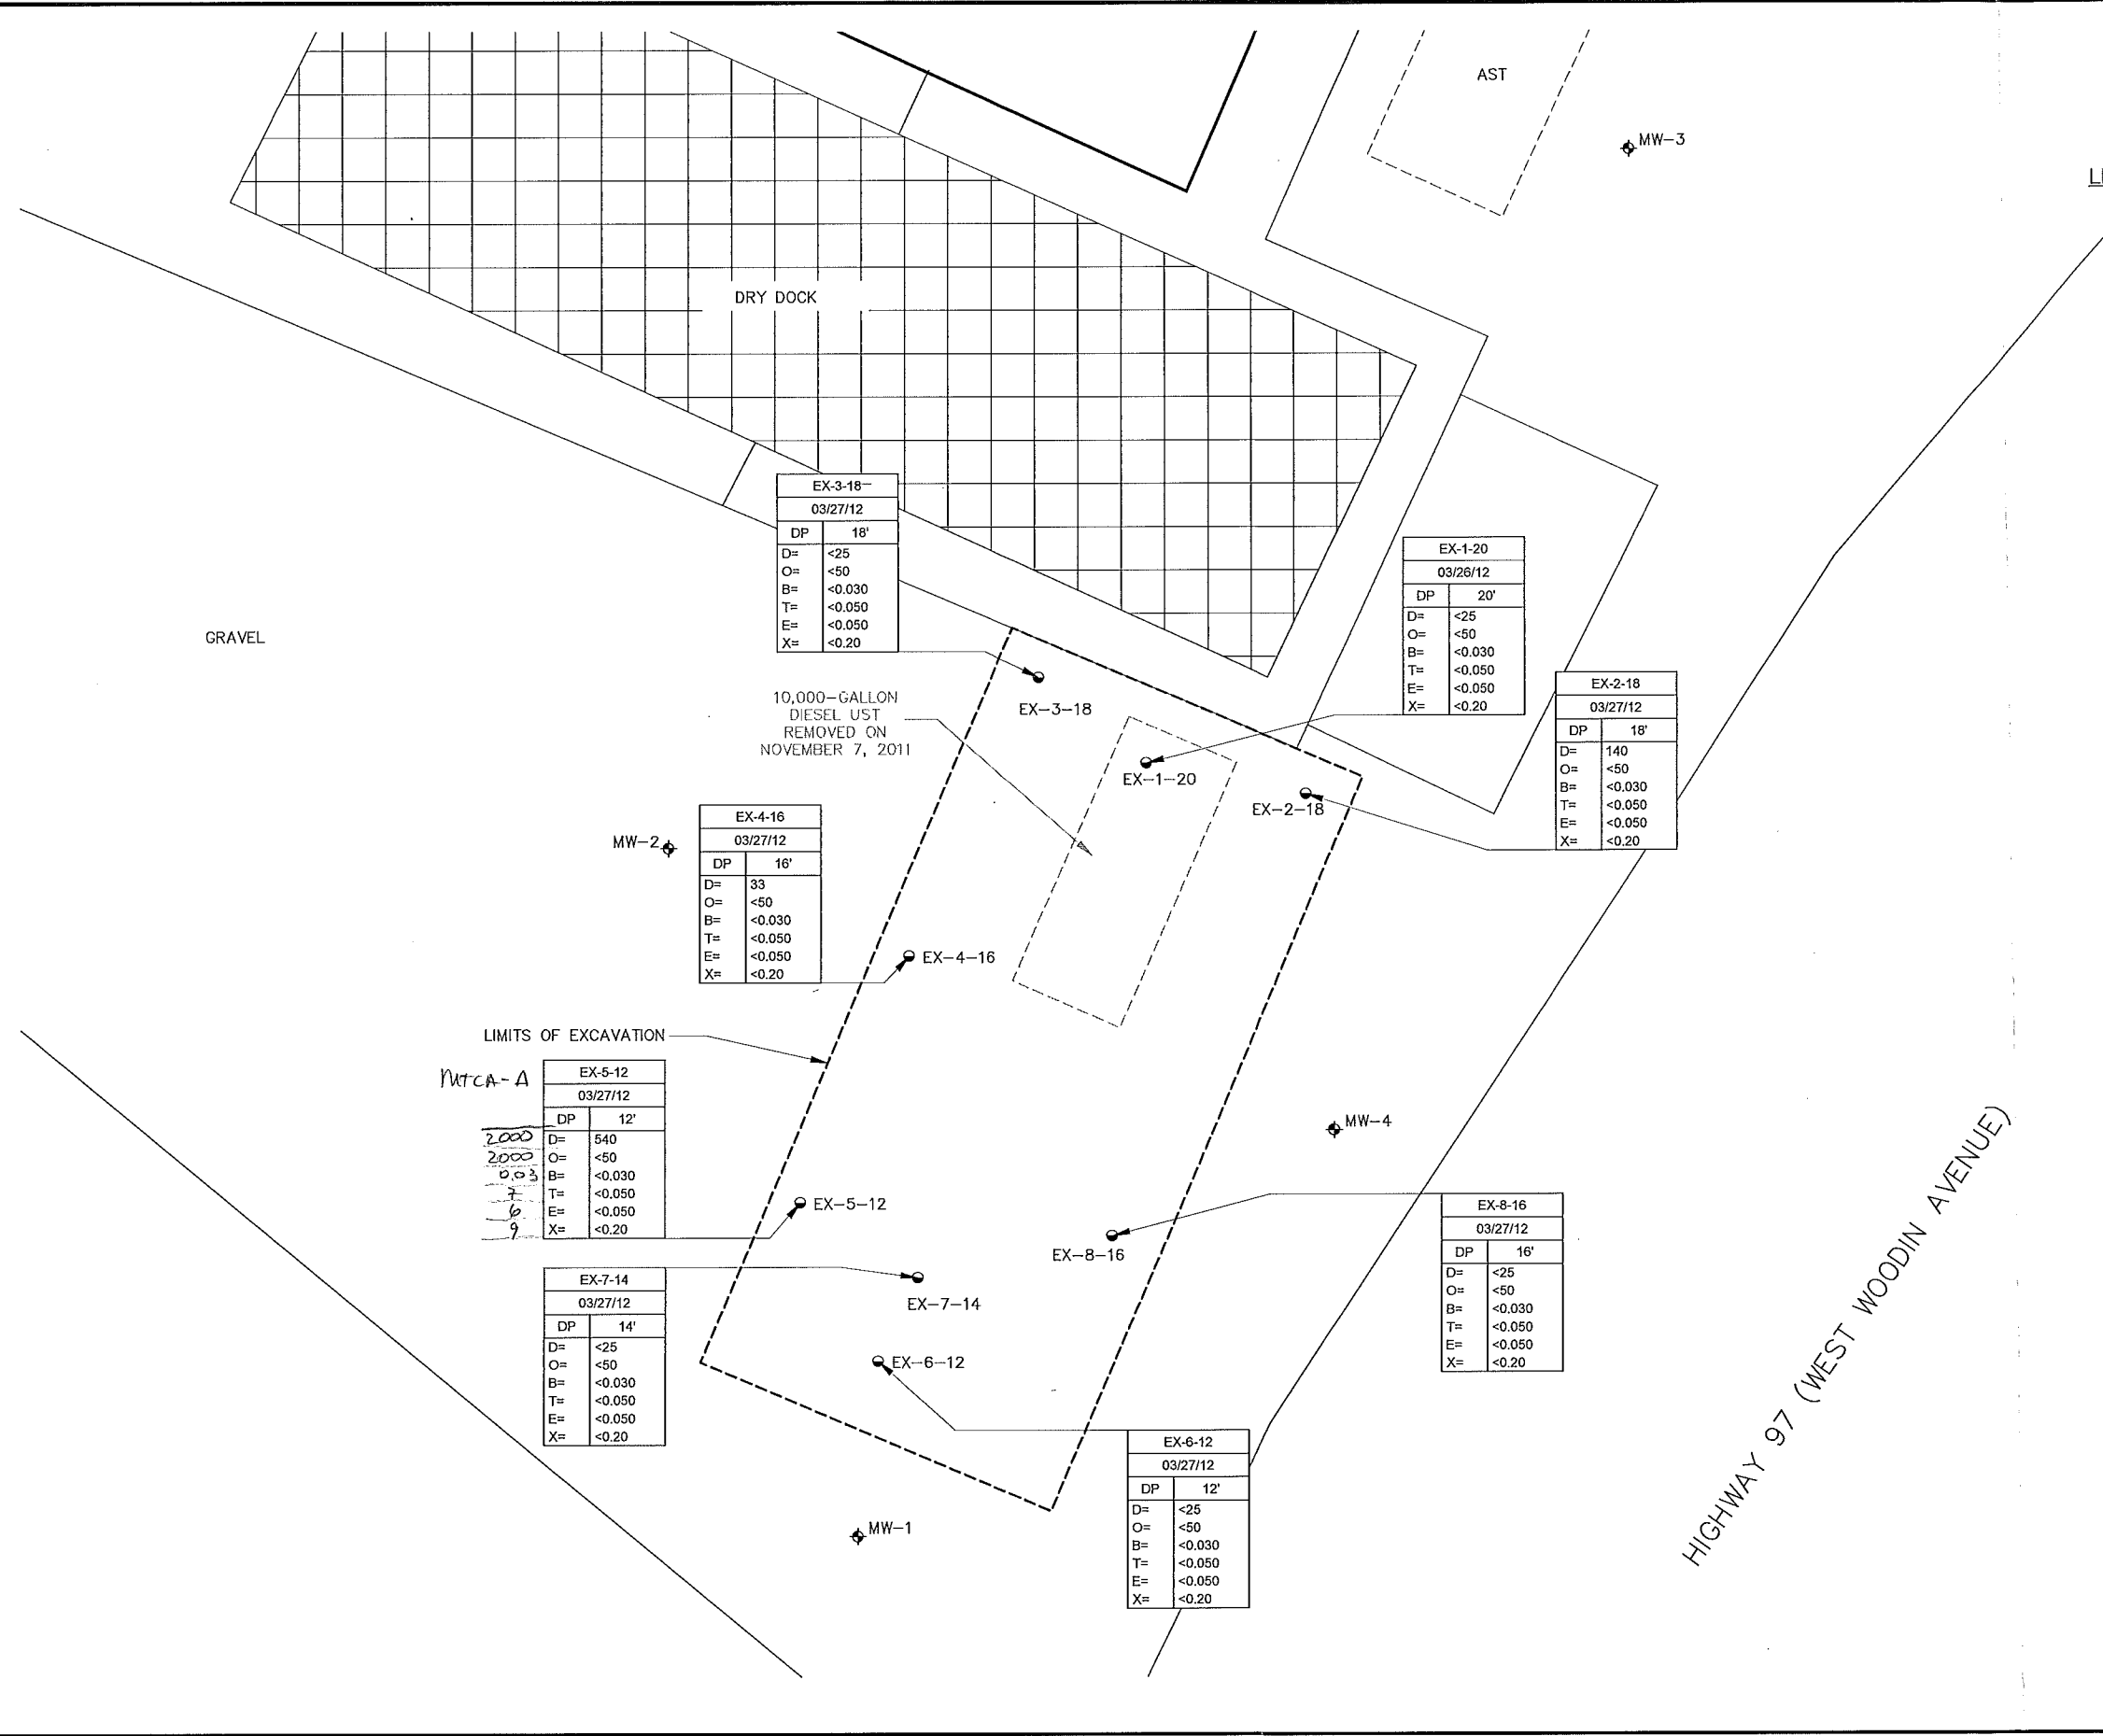 AST
MW-3
DRY DOCK
EX-3-18
03/27/12
DP 18'
D= <25
O= <50
B= <0.030
T= <0.050
E= <0.050
X= <0.20
EX-1-20
03/26/12
DP 20'
D= <25
O= <50
B= <0.030
T= <0.050
E= <0.050
X= <0.20
GRAVEL
EX-2-18
03/27/12
DP 18'
D= 140
O= <50
B= <0.030
T= <0.050
E= <0.050
X= <0.20
10,000-GALLON
DIESEL UST
REMOVED ON
NOVEMBER 7, 2011
EX-3-18
EX-1-20
EX-2-18
MW-2
EX-4-16
03/27/12
DP 16'
D= 33
O= <50
B= <0.030
T= <0.050
E= <0.050
X= <0.20
EX-4-16
LIMITS OF EXCAVATION
MTCA-A
EX-5-12
03/27/12
DP 12'
2000 D= 540
2000 O= <50
0.03 B= <0.030
7 T= <0.050
6 E= <0.050
9 X= <0.20
EX-5-12
MW-4
EX-8-16
EX-8-16
03/27/12
DP 16'
D= <25
O= <50
B= <0.030
T= <0.050
E= <0.050
X= <0.20
EX-7-14
03/27/12
DP 14'
D= <25
O= <50
B= <0.030
T= <0.050
E= <0.050
X= <0.20
EX-7-14
EX-6-12
EX-6-12
03/27/12
DP 12'
D= <25
O= <50
B= <0.030
T= <0.050
E= <0.050
X= <0.20
MW-1
HIGHWAY 97 (WEST WOODIN AVENUE)